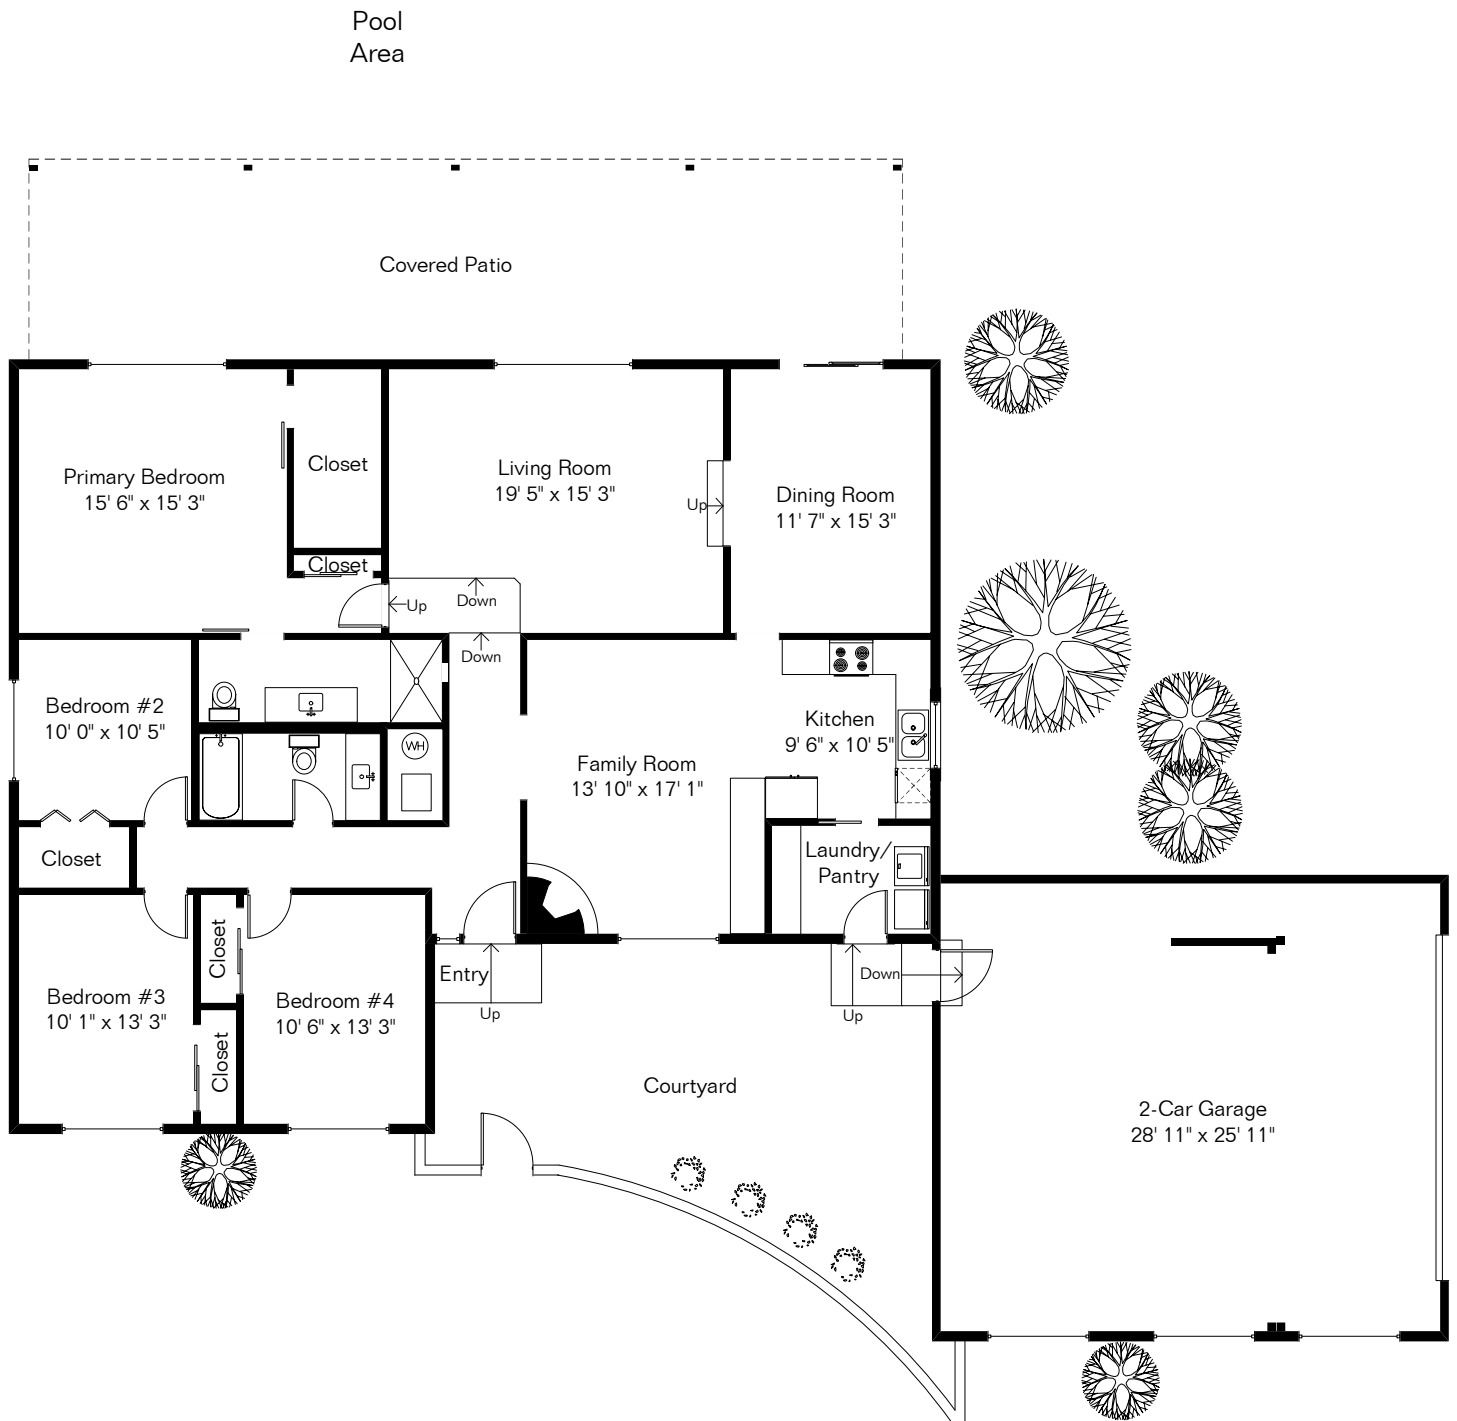 Pool
Area
Covered Patio
Primary Bedroom
15' 6" x 15' 3"
Closet
Living Room
19' 5" x 15' 3"
Up
Dining Room
11' 7" x 15' 3"
Closet
Up
Down
Down
Bedroom #2
10' 0" x 10' 5"
WH
Kitchen
9' 6" x 10' 5"
Family Room
13' 10" x 17' 1"
Closet
Laundry/
Pantry
Closet
Bedroom #3
10' 1" x 13' 3"
Bedroom #4
10' 6" x 13' 3"
Closet
Entry
Up
Down
Up
Courtyard
2-Car Garage
28' 11" x 25' 11"